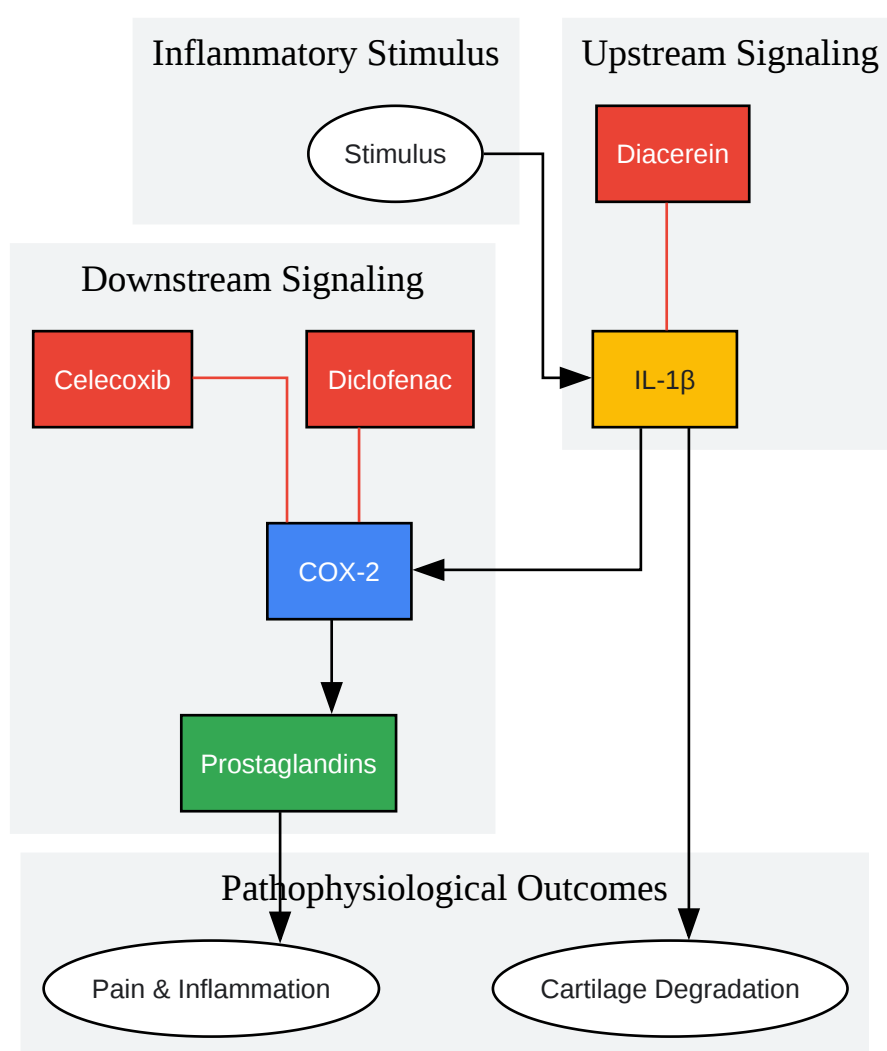 Inflammatory Stimulus
Upstream Signaling
Stimulus
Diacerein
Downstream Signaling
Celecoxib
Diclofenac
IL-1β
COX-2
Prostaglandins
Pathophysiological Outcomes
Pain & Inflammation
Cartilage Degradation